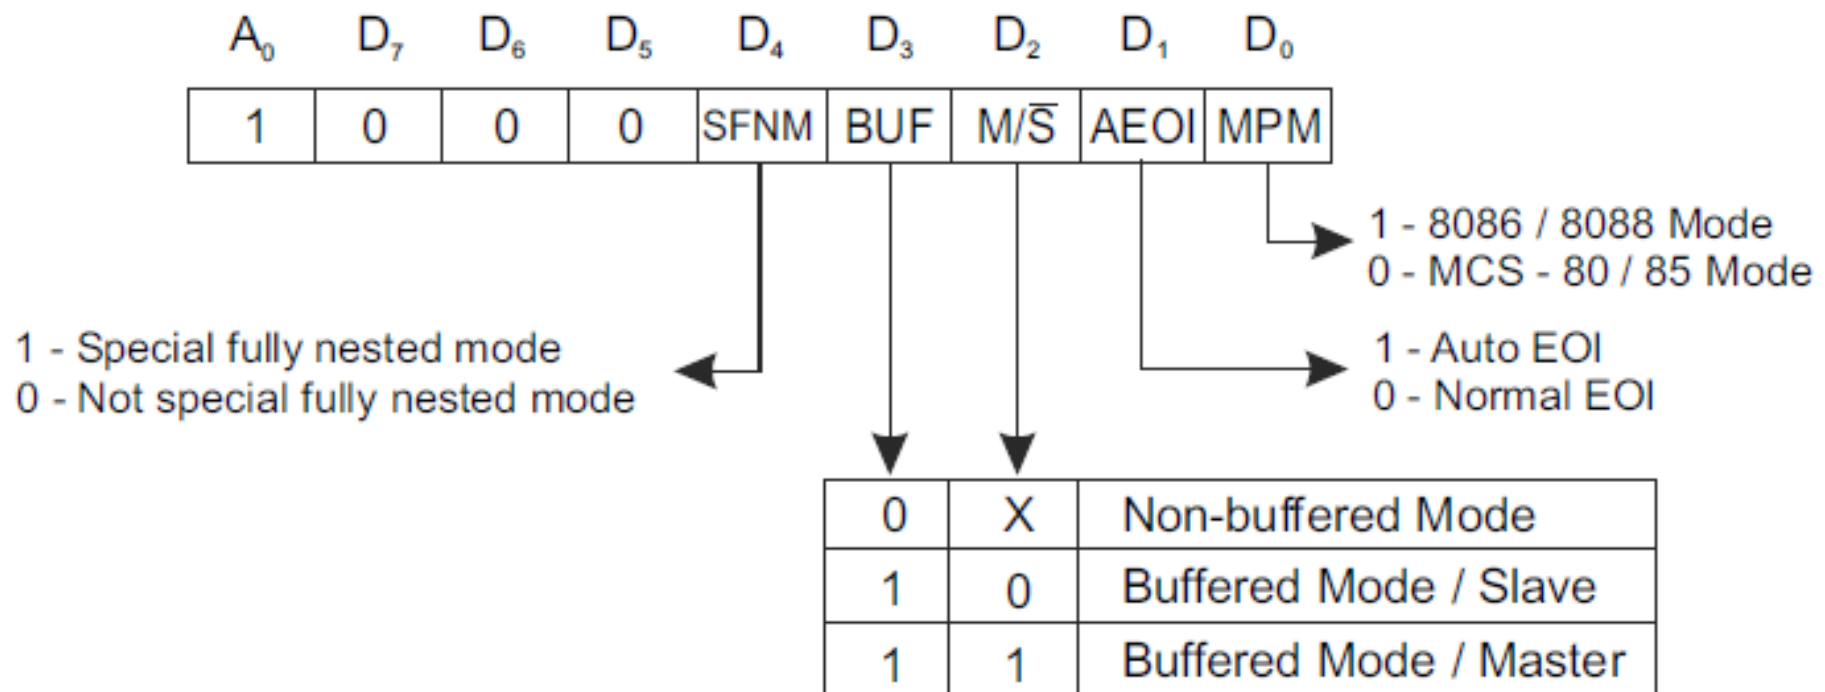 A₀ D₇ D₆ D₅ D₄ D₃ D₂ D₁ D₀
1 0 0 0 SFNM BUF M/S̅ AEOI MPM
1 - 8086 / 8088 Mode
0 - MCS - 80 / 85 Mode
1 - Special fully nested mode
0 - Not special fully nested mode
1 - Auto EOI
0 - Normal EOI
0 X Non-buffered Mode
1 0 Buffered Mode / Slave
1 1 Buffered Mode / Master